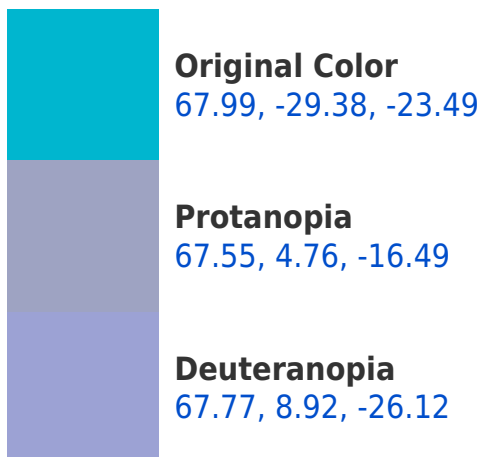 Original Color
67.99, -29.38, -23.49
Protanopia
67.55, 4.76, -16.49
Deuteranopia
67.77, 8.92, -26.12